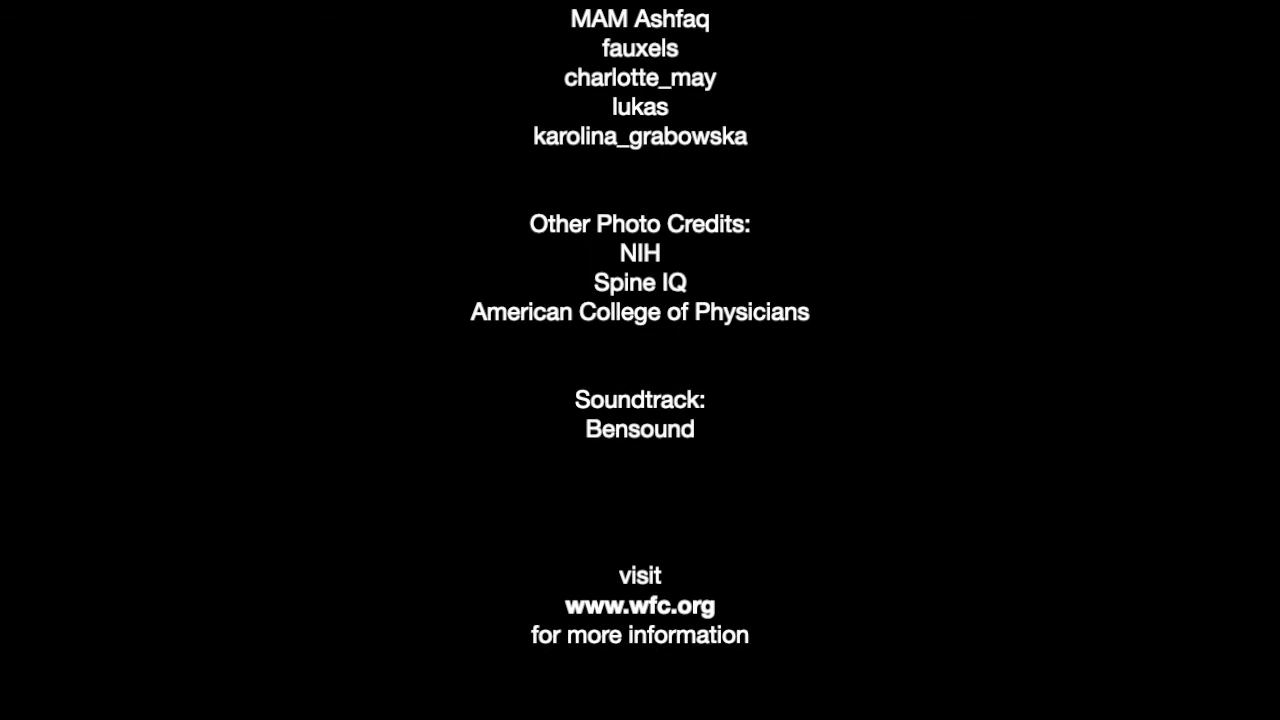 MAM Ashfaq
fauxels
charlotte_may
lukas
karolina_grabowska
Other Photo Credits:
NIH
Spine IQ
American College of Physicians
Soundtrack:
Bensound
visit
www.wfc.org
for more information